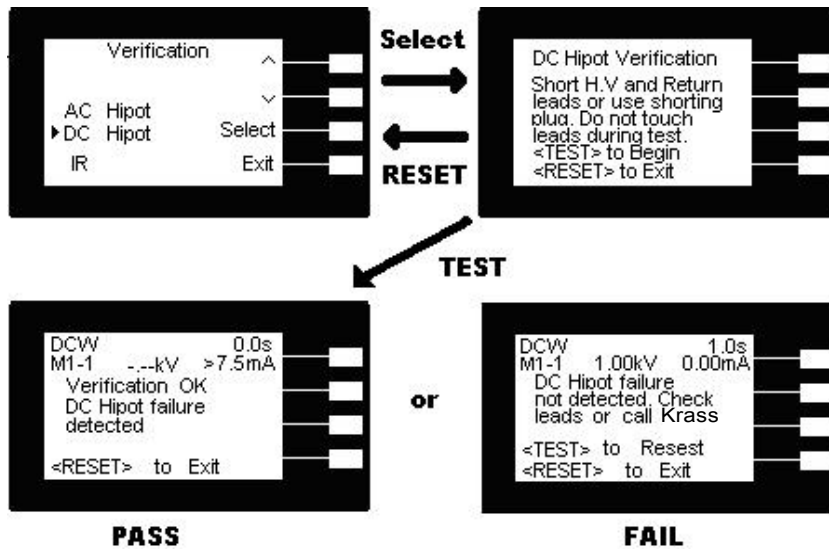 Verification
^
v
AC Hipot
DC Hipot Select
IR Exit
Select
RESET
DC Hipot Verification
Short H.V and Return
leads or use shorting
plug. Do not touch
leads during test.
<TEST> to Begin
<RESET> to Exit
TEST
DCW 0.0s
M1-1 -.--kV >7.5mA
Verification OK
DC Hipot failure
detected
<RESET> to Exit
PASS
or
DCW 1.0s
M1-1 1.00kV 0.00mA
DC Hipot failure
not detected. Check
leads or call Krass
<TEST> to Resest
<RESET> to Exit
FAIL